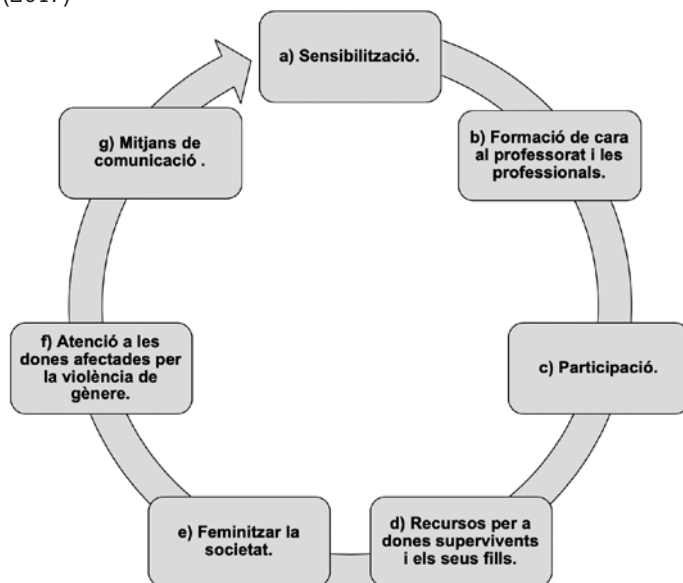 (2017)
a) Sensibilització.
b) Formació de cara
al professorat i les
professionals.
c) Participació.
d) Recursos per a
dones supervivents
i els seus fills.
e) Feminitzar la
societat.
f) Atenció a les
dones afectades per
la violència de
gènere.
g) Mitjans de
comunicació .